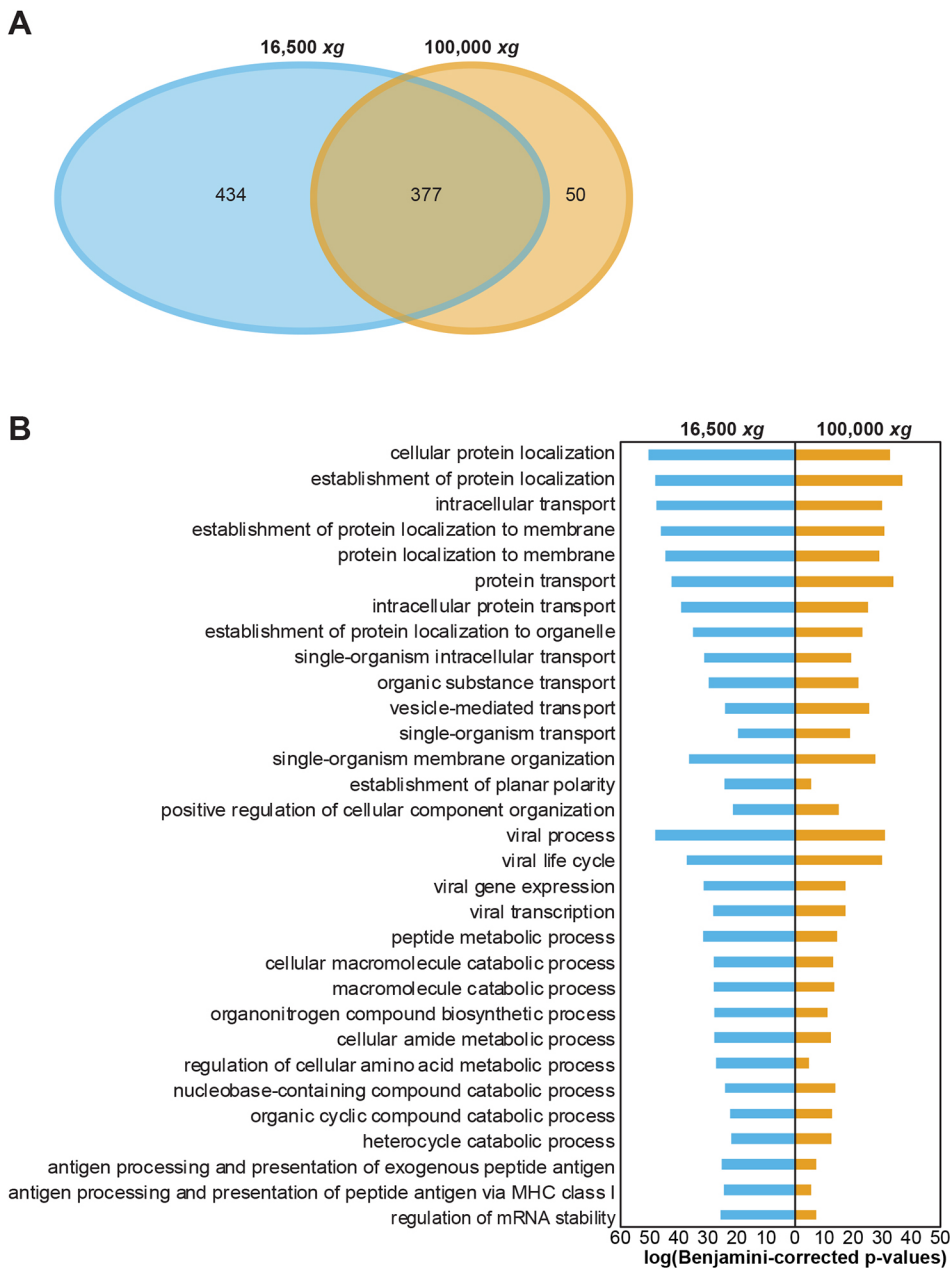 A
16,500 xg 100,000 xg
434 377 50
B
16,500 xg 100,000 xg
cellular protein localization
establishment of protein localization
intracellular transport
establishment of protein localization to membrane
protein localization to membrane
protein transport
intracellular protein transport
establishment of protein localization to organelle
single-organism intracellular transport
organic substance transport
vesicle-mediated transport
single-organism transport
single-organism membrane organization
establishment of planar polarity
positive regulation of cellular component organization
viral process
viral life cycle
viral gene expression
viral transcription
peptide metabolic process
cellular macromolecule catabolic process
macromolecule catabolic process
organonitrogen compound biosynthetic process
cellular amide metabolic process
regulation of cellular amino acid metabolic process
nucleobase-containing compound catabolic process
organic cyclic compound catabolic process
heterocycle catabolic process
antigen processing and presentation of exogenous peptide antigen
antigen processing and presentation of peptide antigen via MHC class I
regulation of mRNA stability
60 50 40 30 20 10 0 10 20 30 40 50
log(Benjamini-corrected p-values)